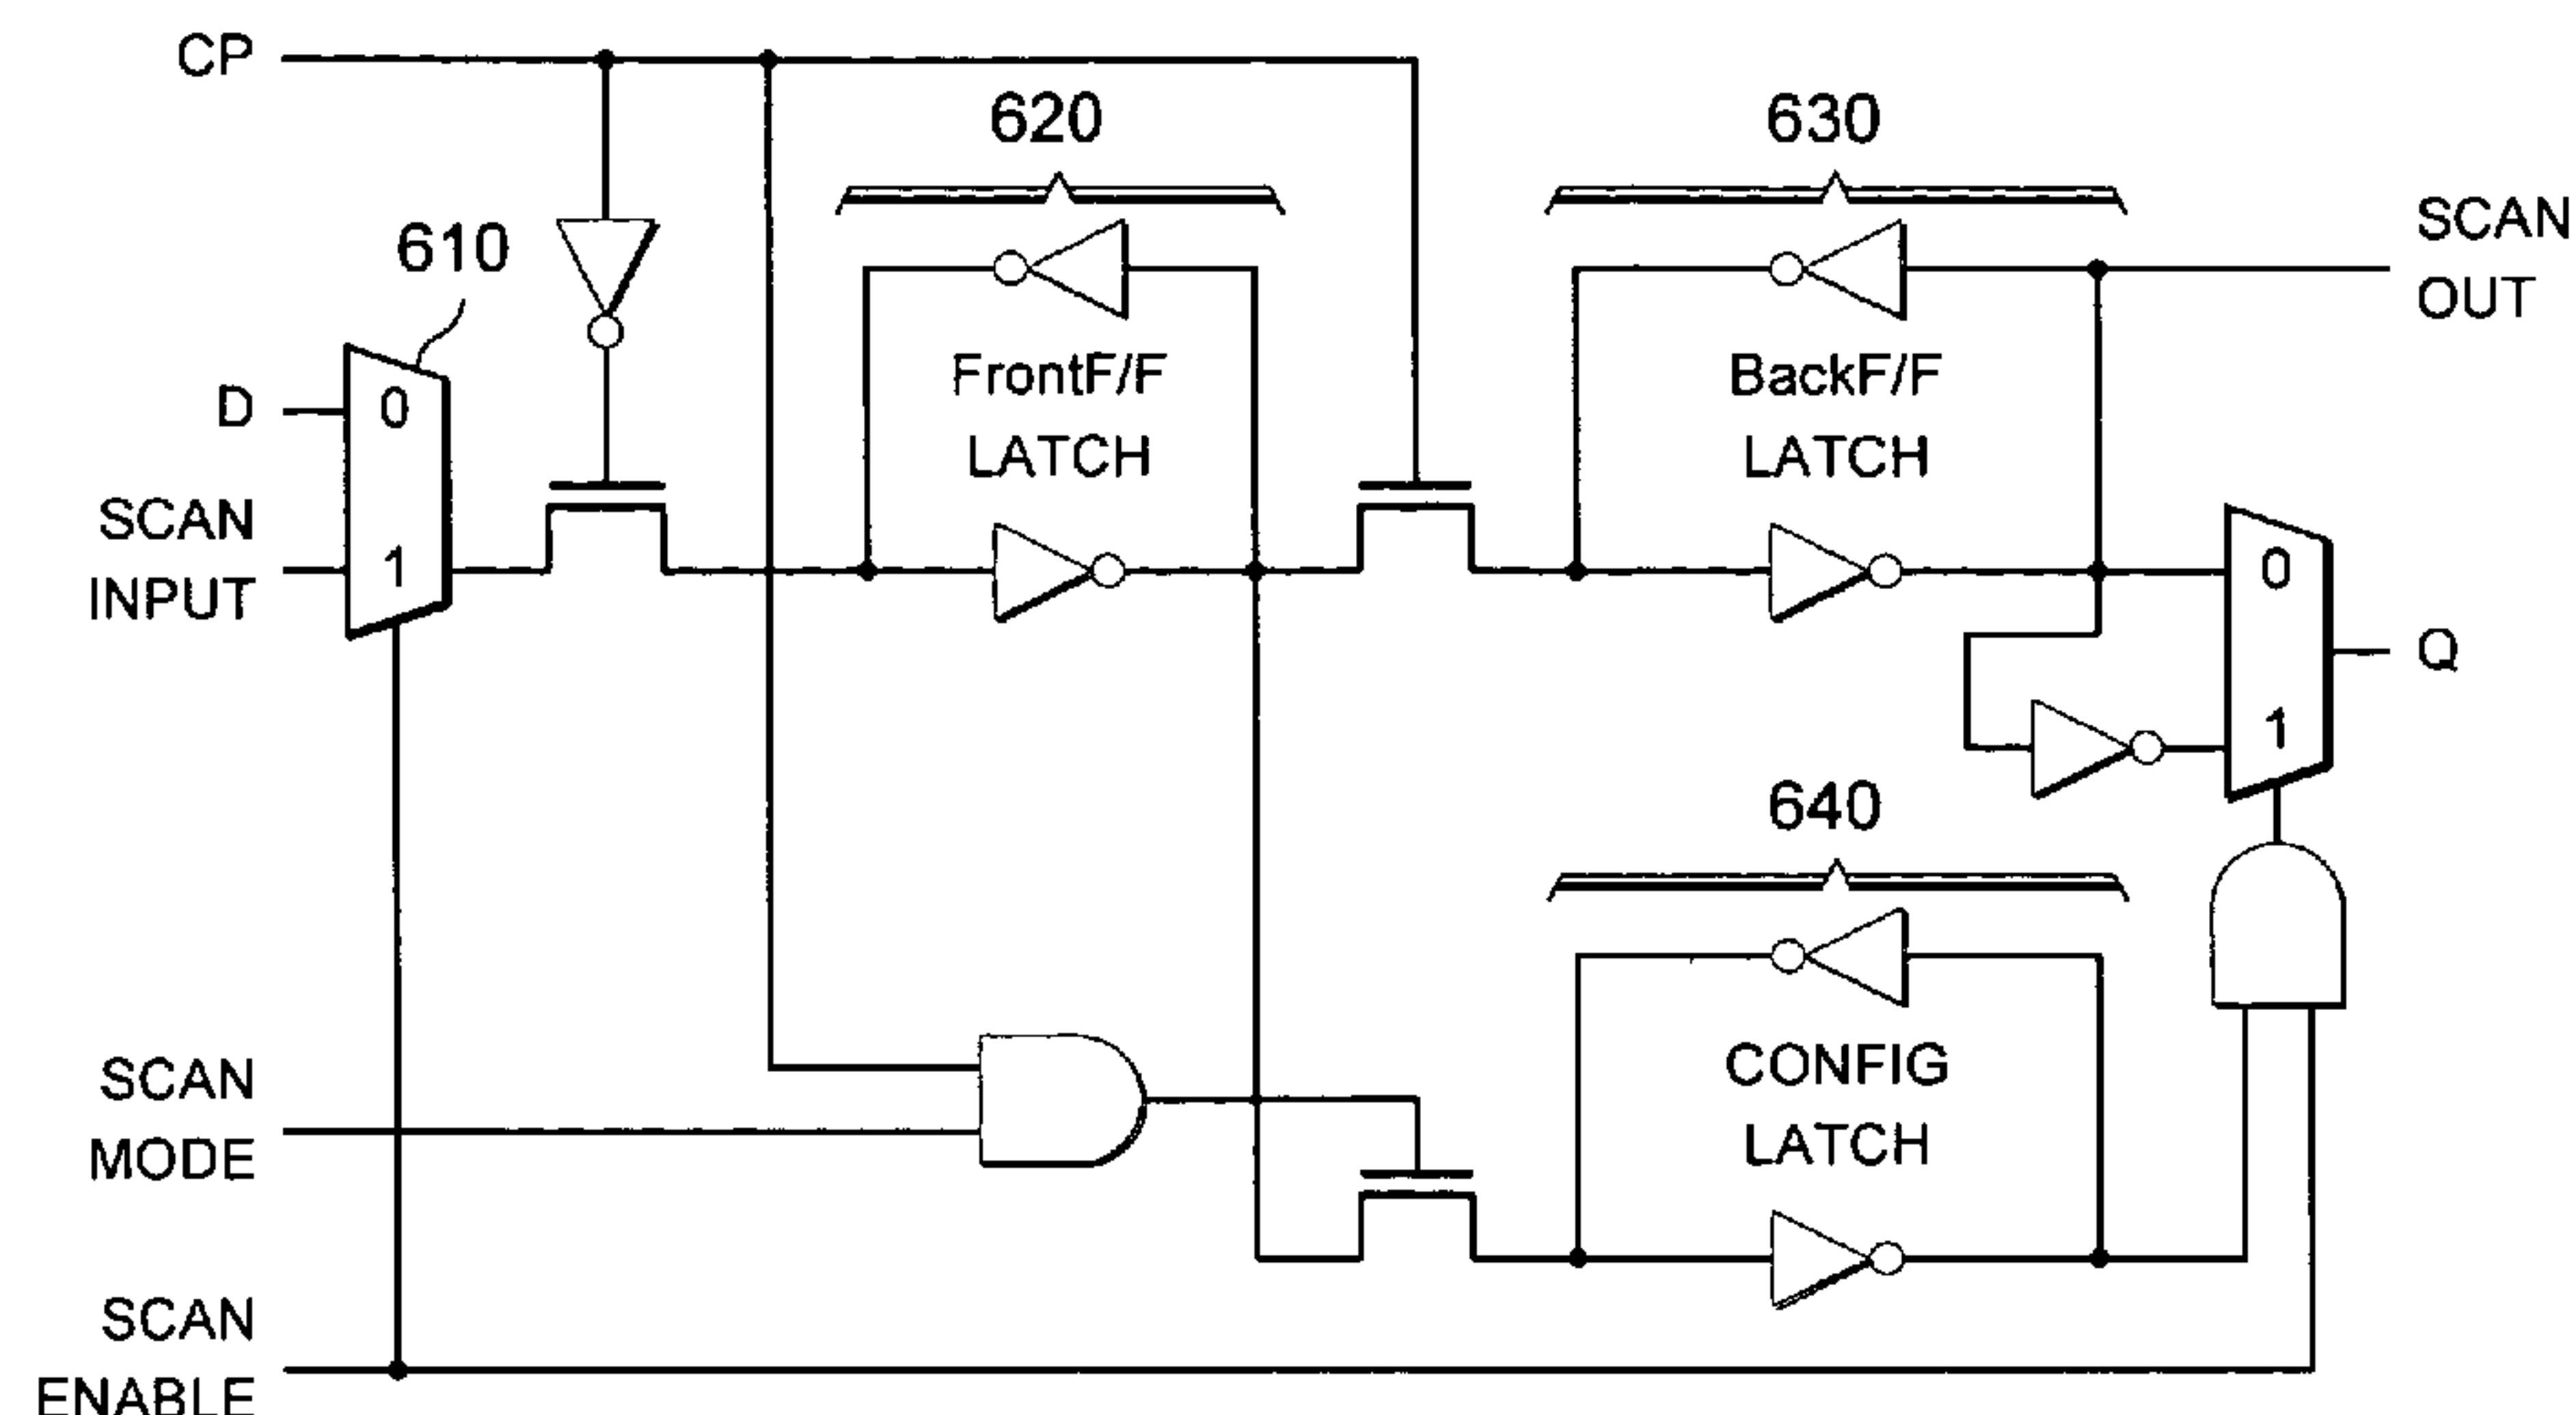 CP
620
630
610
SCAN
OUT
D
0
FrontF/F
LATCH
BackF/F
LATCH
SCAN
INPUT
1
0
Q
1
640
SCAN
MODE
CONFIG
LATCH
SCAN
ENABLE